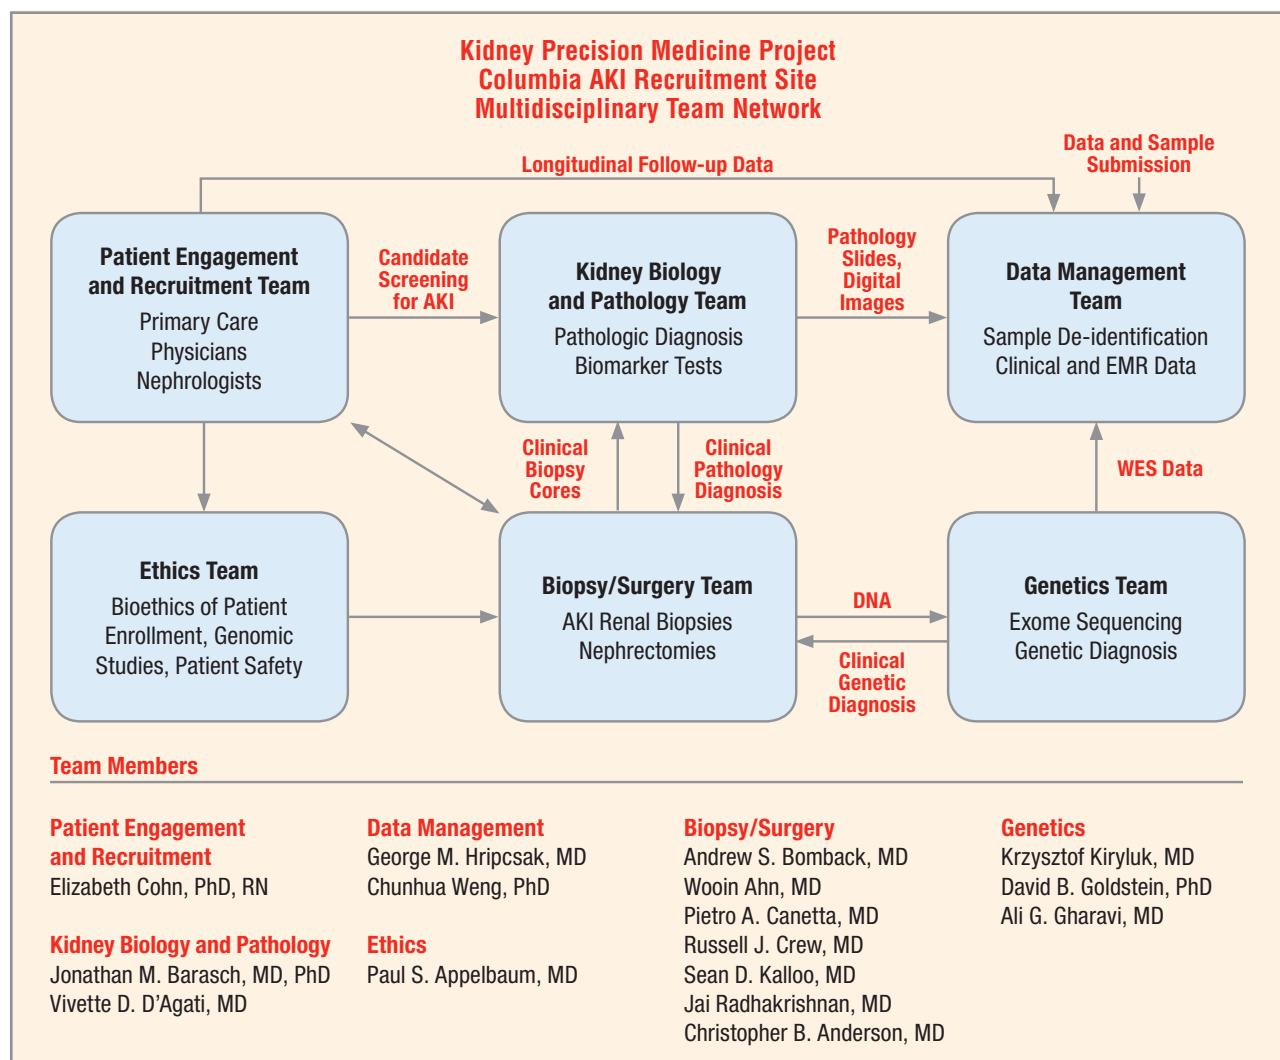 Kidney Precision Medicine Project
Columbia AKI Recruitment Site
Multidisciplinary Team Network
Longitudinal Follow-up Data
Data and Sample
Submission
Patient Engagement
and Recruitment Team
Primary Care
Physicians
Nephrologists
Candidate
Screening
for AKI
Kidney Biology
and Pathology Team
Pathologic Diagnosis
Biomarker Tests
Pathology
Slides,
Digital
Images
Data Management
Team
Sample De-identification
Clinical and EMR Data
Clinical
Biopsy
Cores
Clinical
Pathology
Diagnosis
WES Data
Ethics Team
Bioethics of Patient
Enrollment, Genomic
Studies, Patient Safety
Biopsy/Surgery Team
AKI Renal Biopsies
Nephrectomies
DNA
Clinical
Genetic
Diagnosis
Genetics Team
Exome Sequencing
Genetic Diagnosis
Team Members
Patient Engagement
and Recruitment
Elizabeth Cohn, PhD, RN
Kidney Biology and Pathology
Jonathan M. Barasch, MD, PhD
Vivette D. D’Agati, MD
Data Management
George M. Hripcsak, MD
Chunhua Weng, PhD
Ethics
Paul S. Appelbaum, MD
Biopsy/Surgery
Andrew S. Bomback, MD
Wooin Ahn, MD
Pietro A. Canetta, MD
Russell J. Crew, MD
Sean D. Kalloo, MD
Jai Radhakrishnan, MD
Christopher B. Anderson, MD
Genetics
Krzysztof Kiryluk, MD
David B. Goldstein, PhD
Ali G. Gharavi, MD